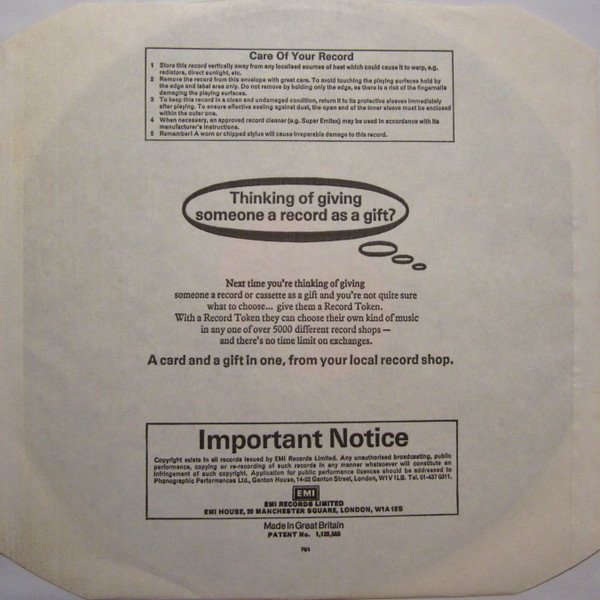 Care Of Your Record
1 Store this record vertically away from any localised sources of heat which could cause it to warp, e.g.
radiators, direct sunlight, etc.
2 Remove the record from this envelope with great care. To avoid touching the playing surfaces hold by
the edge and label area only. Do not remove by holding only the edge, as there is a risk of the fingernails
damaging the playing surfaces.
3 To keep this record in a clean and undamaged condition, return it to its protective sleeves immediately
after playing. To ensure effective sealing against dust, the open end of the inner sleeve must be enclosed
within the outer one.
4 When necessary, an approved record cleaner (e.g. Super Emitex) may be used in accordance with its
manufacturer's instructions.
5 Remember! A worn or chipped stylus will cause irreparable damage to this record.
Thinking of giving
someone a record as a gift?
Next time you're thinking of giving
someone a record or cassette as a gift and you're not quite sure
what to choose... give them a Record Token.
With a Record Token they can choose their own kind of music
in any one of over 5000 different record shops —
and there's no time limit on exchanges.
A card and a gift in one, from your local record shop.
Important Notice
Copyright exists in all records issued by EMI Records Limited. Any unauthorised broadcasting, public
performance, copying or re-recording of such records in any manner whatsoever will constitute an
infringement of such copyright. Application for public performance licences should be addressed to
Phonographic Performances Ltd., Ganton House, 14-22 Ganton Street, London, W1V 1LB. Tel. 01-437 0311.
EMI
EMI RECORDS LIMITED
EMI HOUSE, 20 MANCHESTER SQUARE, LONDON, W1A 1ES
Made in Great Britain
PATENT No.